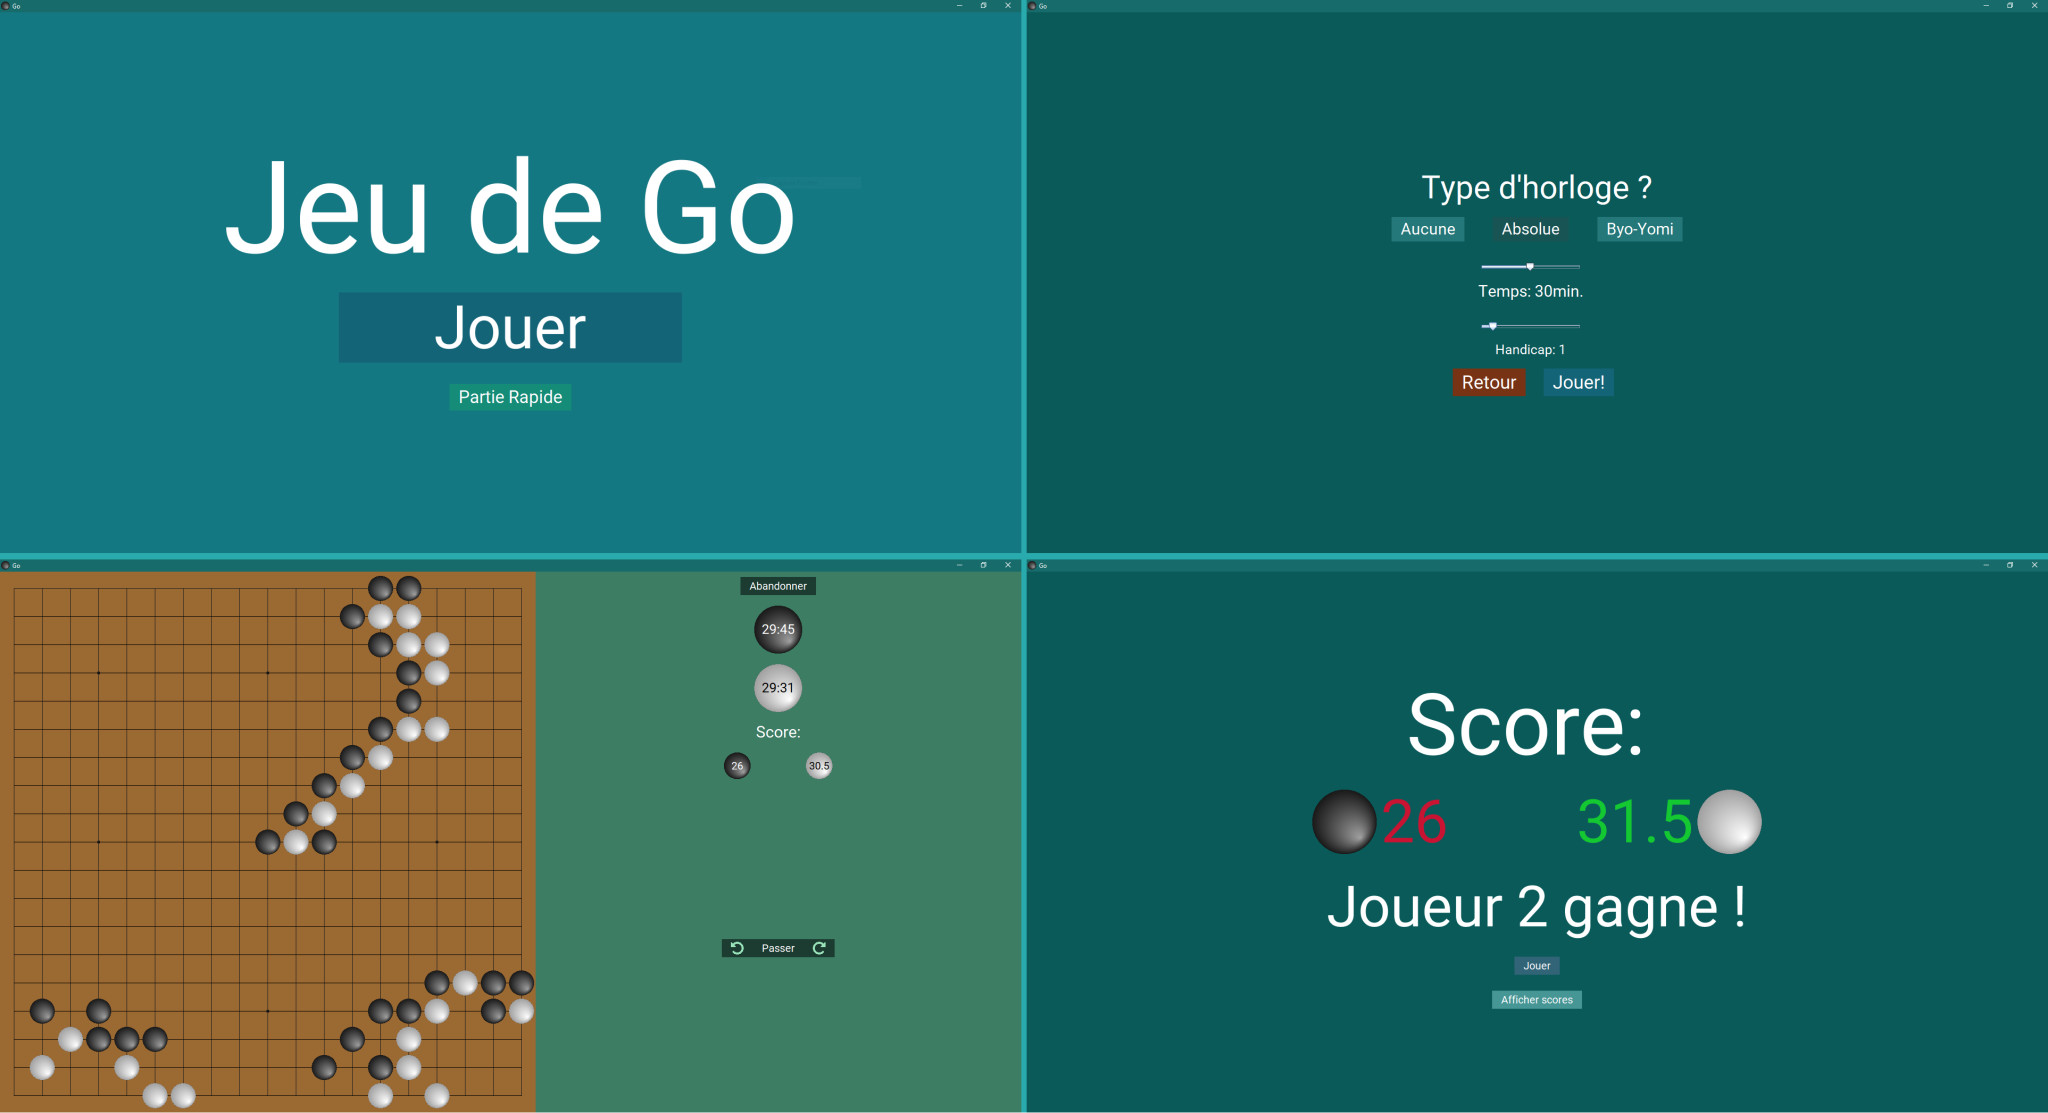 Go
Jeu de Go
Jouer
Partie Rapide
Go
Type d'horloge ?
Aucune Absolue Byo-Yomi
Temps: 30min.
Handicap: 1
Retour Jouer!
Go
Abandonner
29:45
29:31
Score:
26 30.5
Passer
Go
Score:
26 31.5
Joueur 2 gagne !
Jouer
Afficher scores